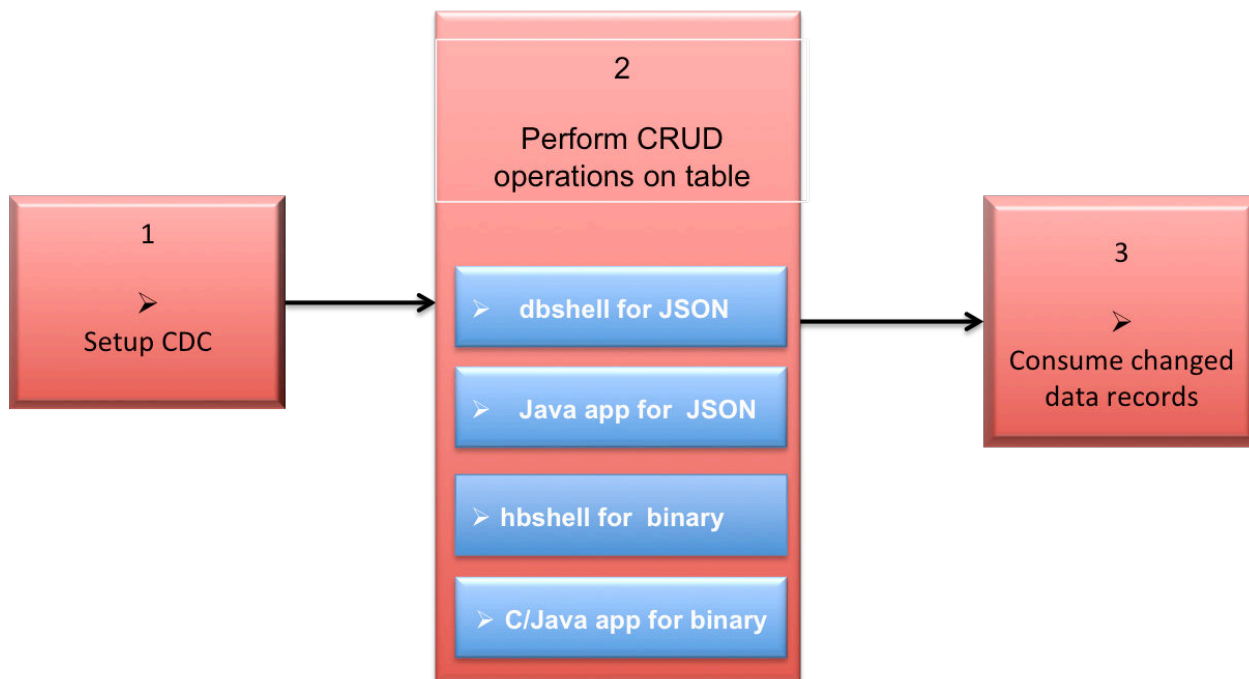 1
➢
Setup CDC
2
Perform CRUD
operations on table
➢ dbshell for JSON
➢ Java app for JSON
➢ hbshell for binary
➢ C/Java app for binary
3
➢
Consume changed
data records